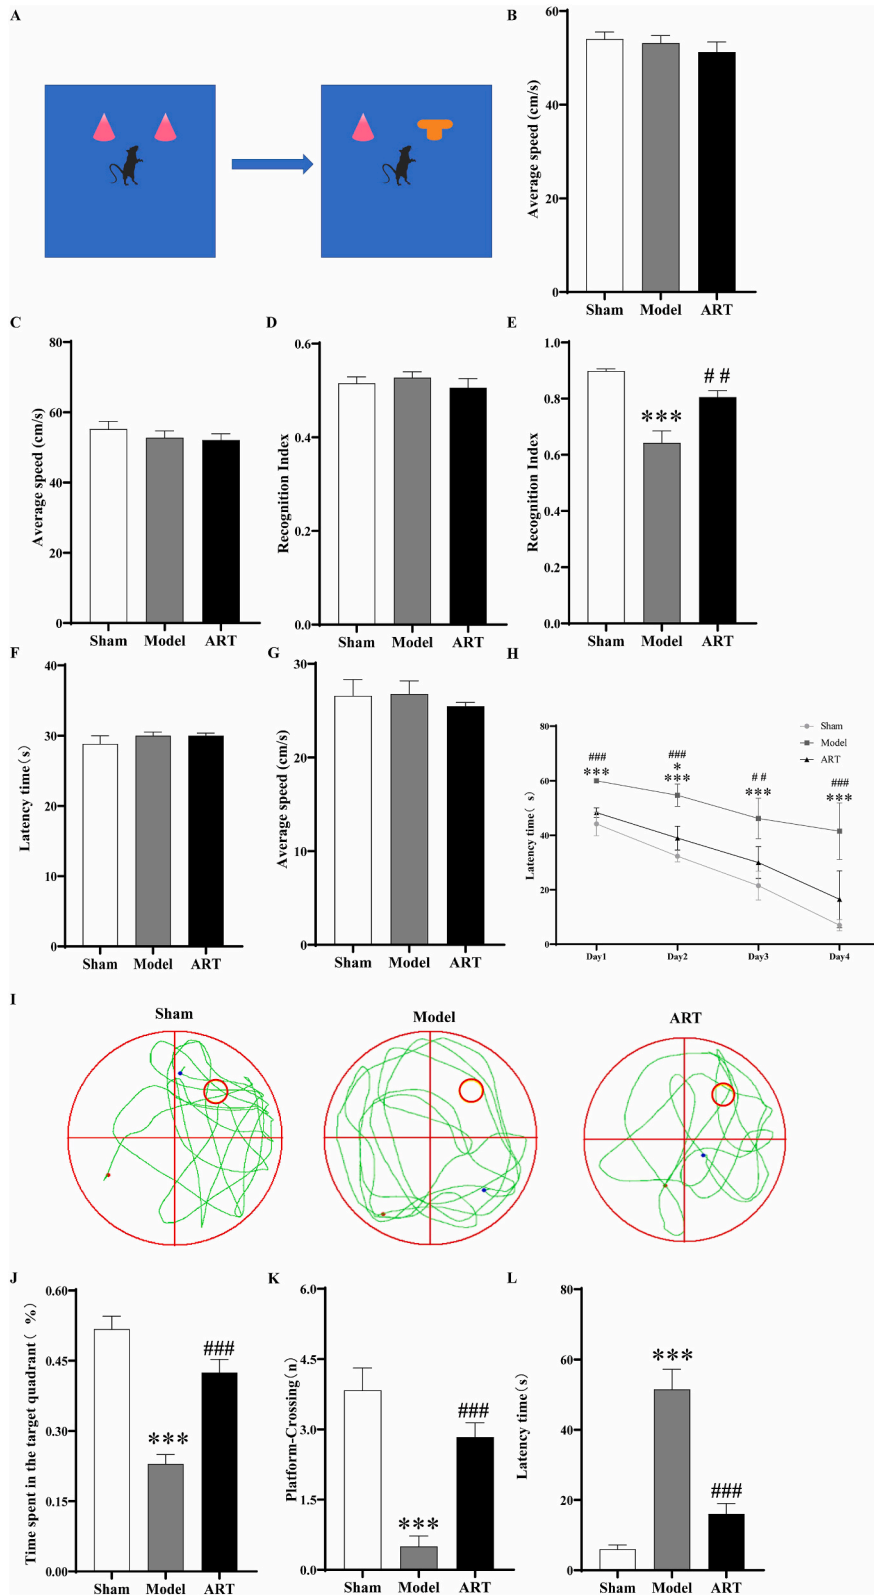 A
B
Average speed (cm/s)
60
40
20
0
Sham Model ART
C
Average speed (cm/s)
80
60
40
20
0
Sham Model ART
D
Recognition Index
0.6
0.4
0.2
0.0
Sham Model ART
E
Recognition Index
1.0
0.8
0.6
0.4
0.2
0.0
***
# #
Sham Model ART
F
Latency time(s)
40
30
20
10
0
Sham Model ART
G
Average speed (cm/s)
30
20
10
0
Sham Model ART
H
Latency time( s)
80
60
40
20
0
Sham
Model
ART
###
***
###
*
***
# #
***
###
***
Day1 Day2 Day3 Day4
I
Sham Model ART
J
Time spent in the target quadrant( %)
0.60
0.45
0.30
0.15
0.00
***
###
Sham Model ART
K
Platform-Crossing(n)
6.0
4.5
3.0
1.5
0.0
***
###
Sham Model ART
L
Latency time(s)
80
60
40
20
0
***
###
Sham Model ART